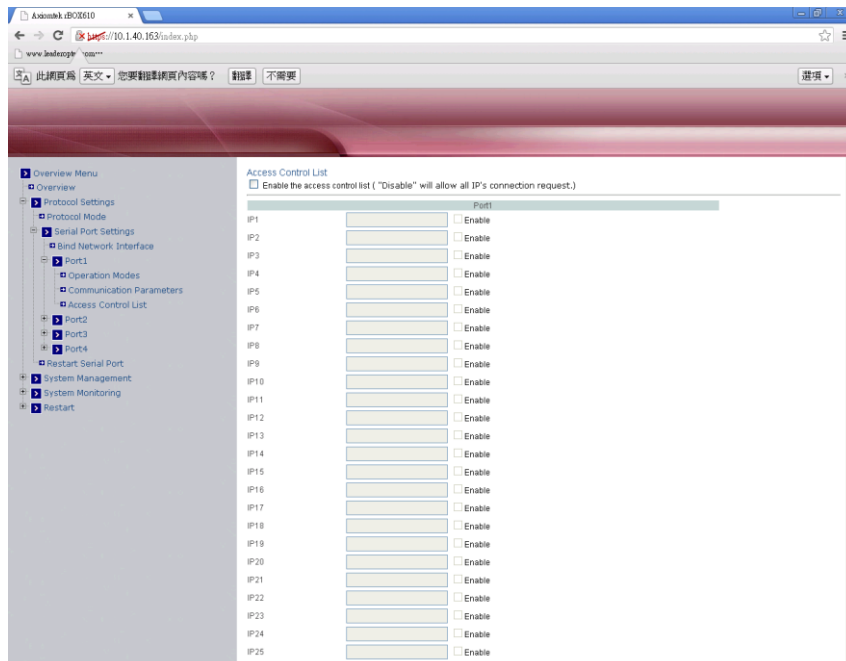 Axiomtek rBOX610
https://10.1.40.163/index.php
此網頁為 英文 您要翻譯網頁內容嗎？ 翻譯 不需要 選項
Overview Menu
Overview
Protocol Settings
Protocol Mode
Serial Port Settings
Bind Network Interface
Port1
Operation Modes
Communication Parameters
Access Control List
Port2
Port3
Port4
Restart Serial Port
System Management
System Monitoring
Restart
Access Control List
Enable the access control list ( "Disable" will allow all IP's connection request.)
Port1
IP1 Enable
IP2 Enable
IP3 Enable
IP4 Enable
IP5 Enable
IP6 Enable
IP7 Enable
IP8 Enable
IP9 Enable
IP10 Enable
IP11 Enable
IP12 Enable
IP13 Enable
IP14 Enable
IP15 Enable
IP16 Enable
IP17 Enable
IP18 Enable
IP19 Enable
IP20 Enable
IP21 Enable
IP22 Enable
IP23 Enable
IP24 Enable
IP25 Enable